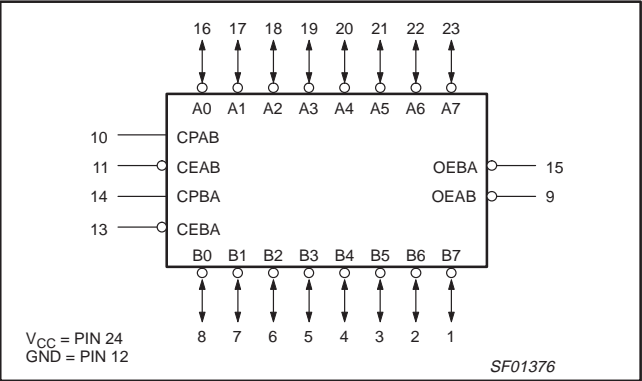 16 17 18 19 20 21 22 23
A0 A1 A2 A3 A4 A5 A6 A7
10 CPAB
11 CEAB OEBA 15
14 CPBA OEAB 9
13 CEBA
B0 B1 B2 B3 B4 B5 B6 B7
8 7 6 5 4 3 2 1
VCC = PIN 24
GND = PIN 12
SF01376